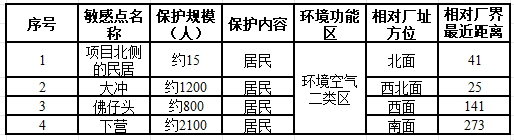 序号 敏感点名称 保护规模（人） 保护内容 环境功能区 相对厂址方位 相对厂界最近距离
1 项目北侧的民居 约15 居民 环境空气二类区 北面 41
2 大冲 约1200 居民 西北面 25
3 佛仔头 约800 居民 西面 141
4 下营 约2100 居民 南面 273